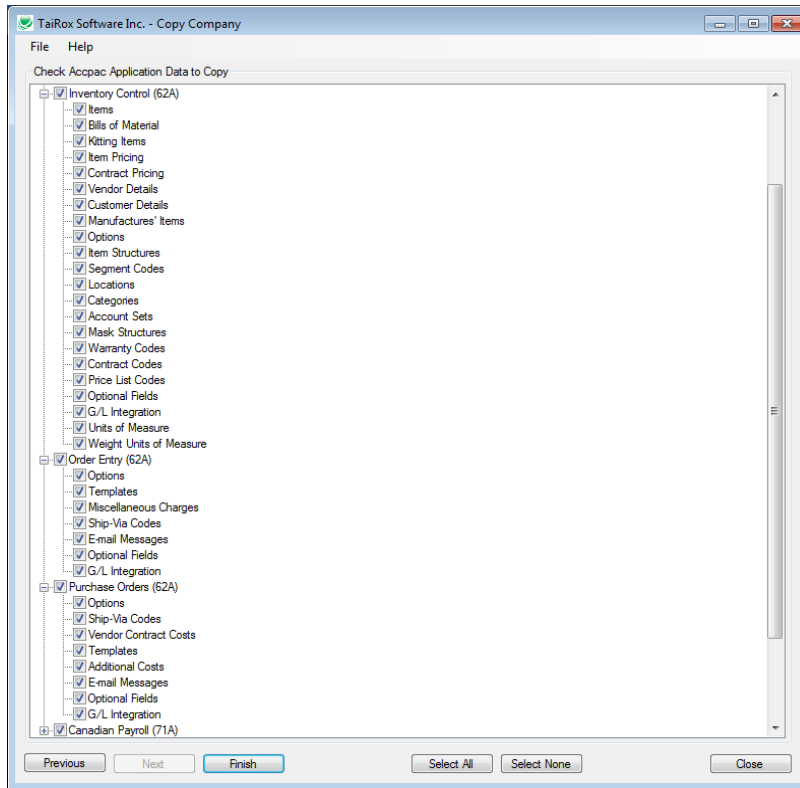 TaiRox Software Inc. - Copy Company
File Help
Check Accpac Application Data to Copy
Inventory Control (62A)
Items
Bills of Material
Kitting Items
Item Pricing
Contract Pricing
Vendor Details
Customer Details
Manufactures' Items
Options
Item Structures
Segment Codes
Locations
Categories
Account Sets
Mask Structures
Warranty Codes
Contract Codes
Price List Codes
Optional Fields
G/L Integration
Units of Measure
Weight Units of Measure
Order Entry (62A)
Options
Templates
Miscellaneous Charges
Ship-Via Codes
E-mail Messages
Optional Fields
G/L Integration
Purchase Orders (62A)
Options
Ship-Via Codes
Vendor Contract Costs
Templates
Additional Costs
E-mail Messages
Optional Fields
G/L Integration
Canadian Payroll (71A)
Previous Next Finish Select All Select None Close